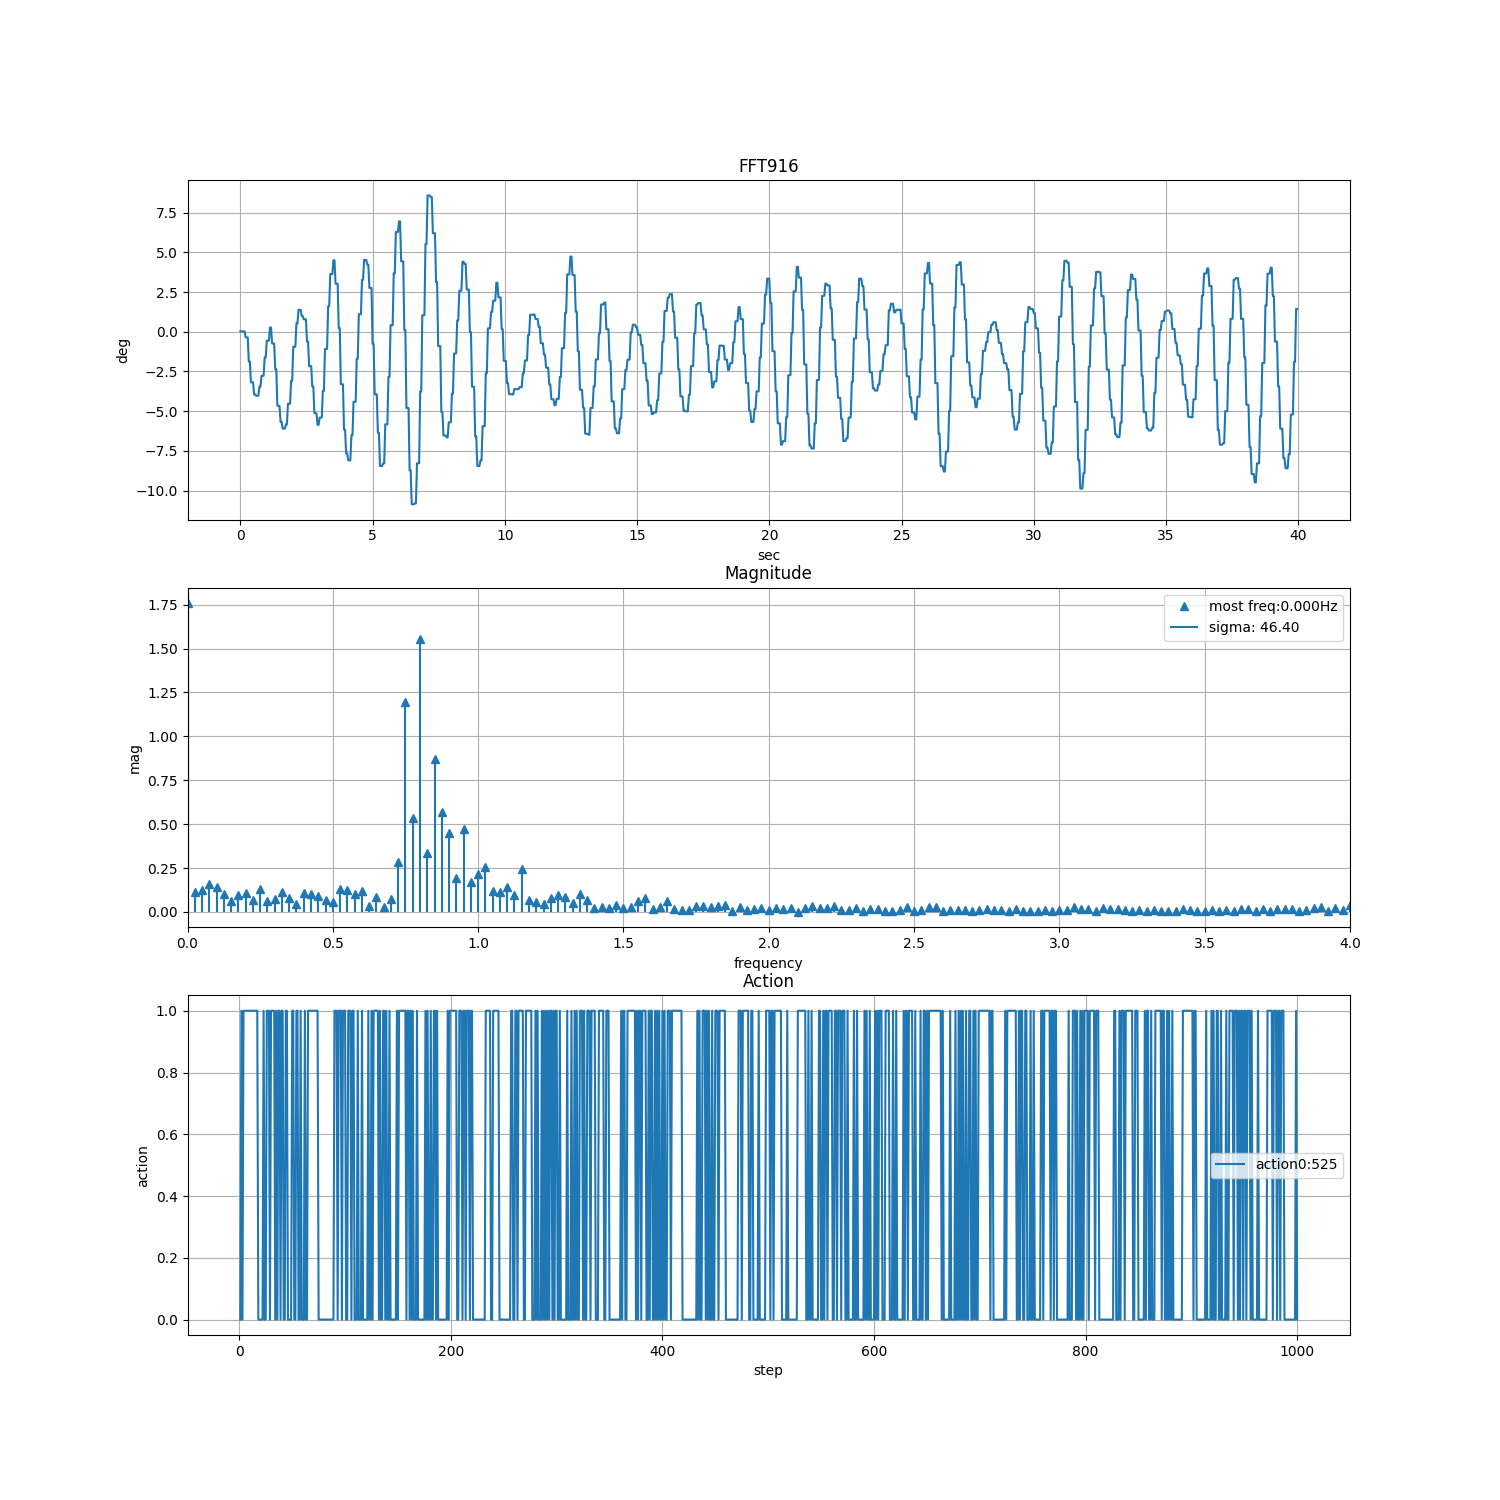 FFT916
7.5
5.0
2.5
0.0
−2.5
−5.0
−7.5
−10.0
deg
0 5 10 15 20 25 30 35 40
sec
Magnitude
most freq:0.000Hz
sigma: 46.40
1.75
1.50
1.25
1.00
0.75
0.50
0.25
0.00
mag
0.0 0.5 1.0 1.5 2.0 2.5 3.0 3.5 4.0
frequency
Action
1.0
0.8
0.6
0.4
0.2
0.0
action
action0:525
0 200 400 600 800 1000
step